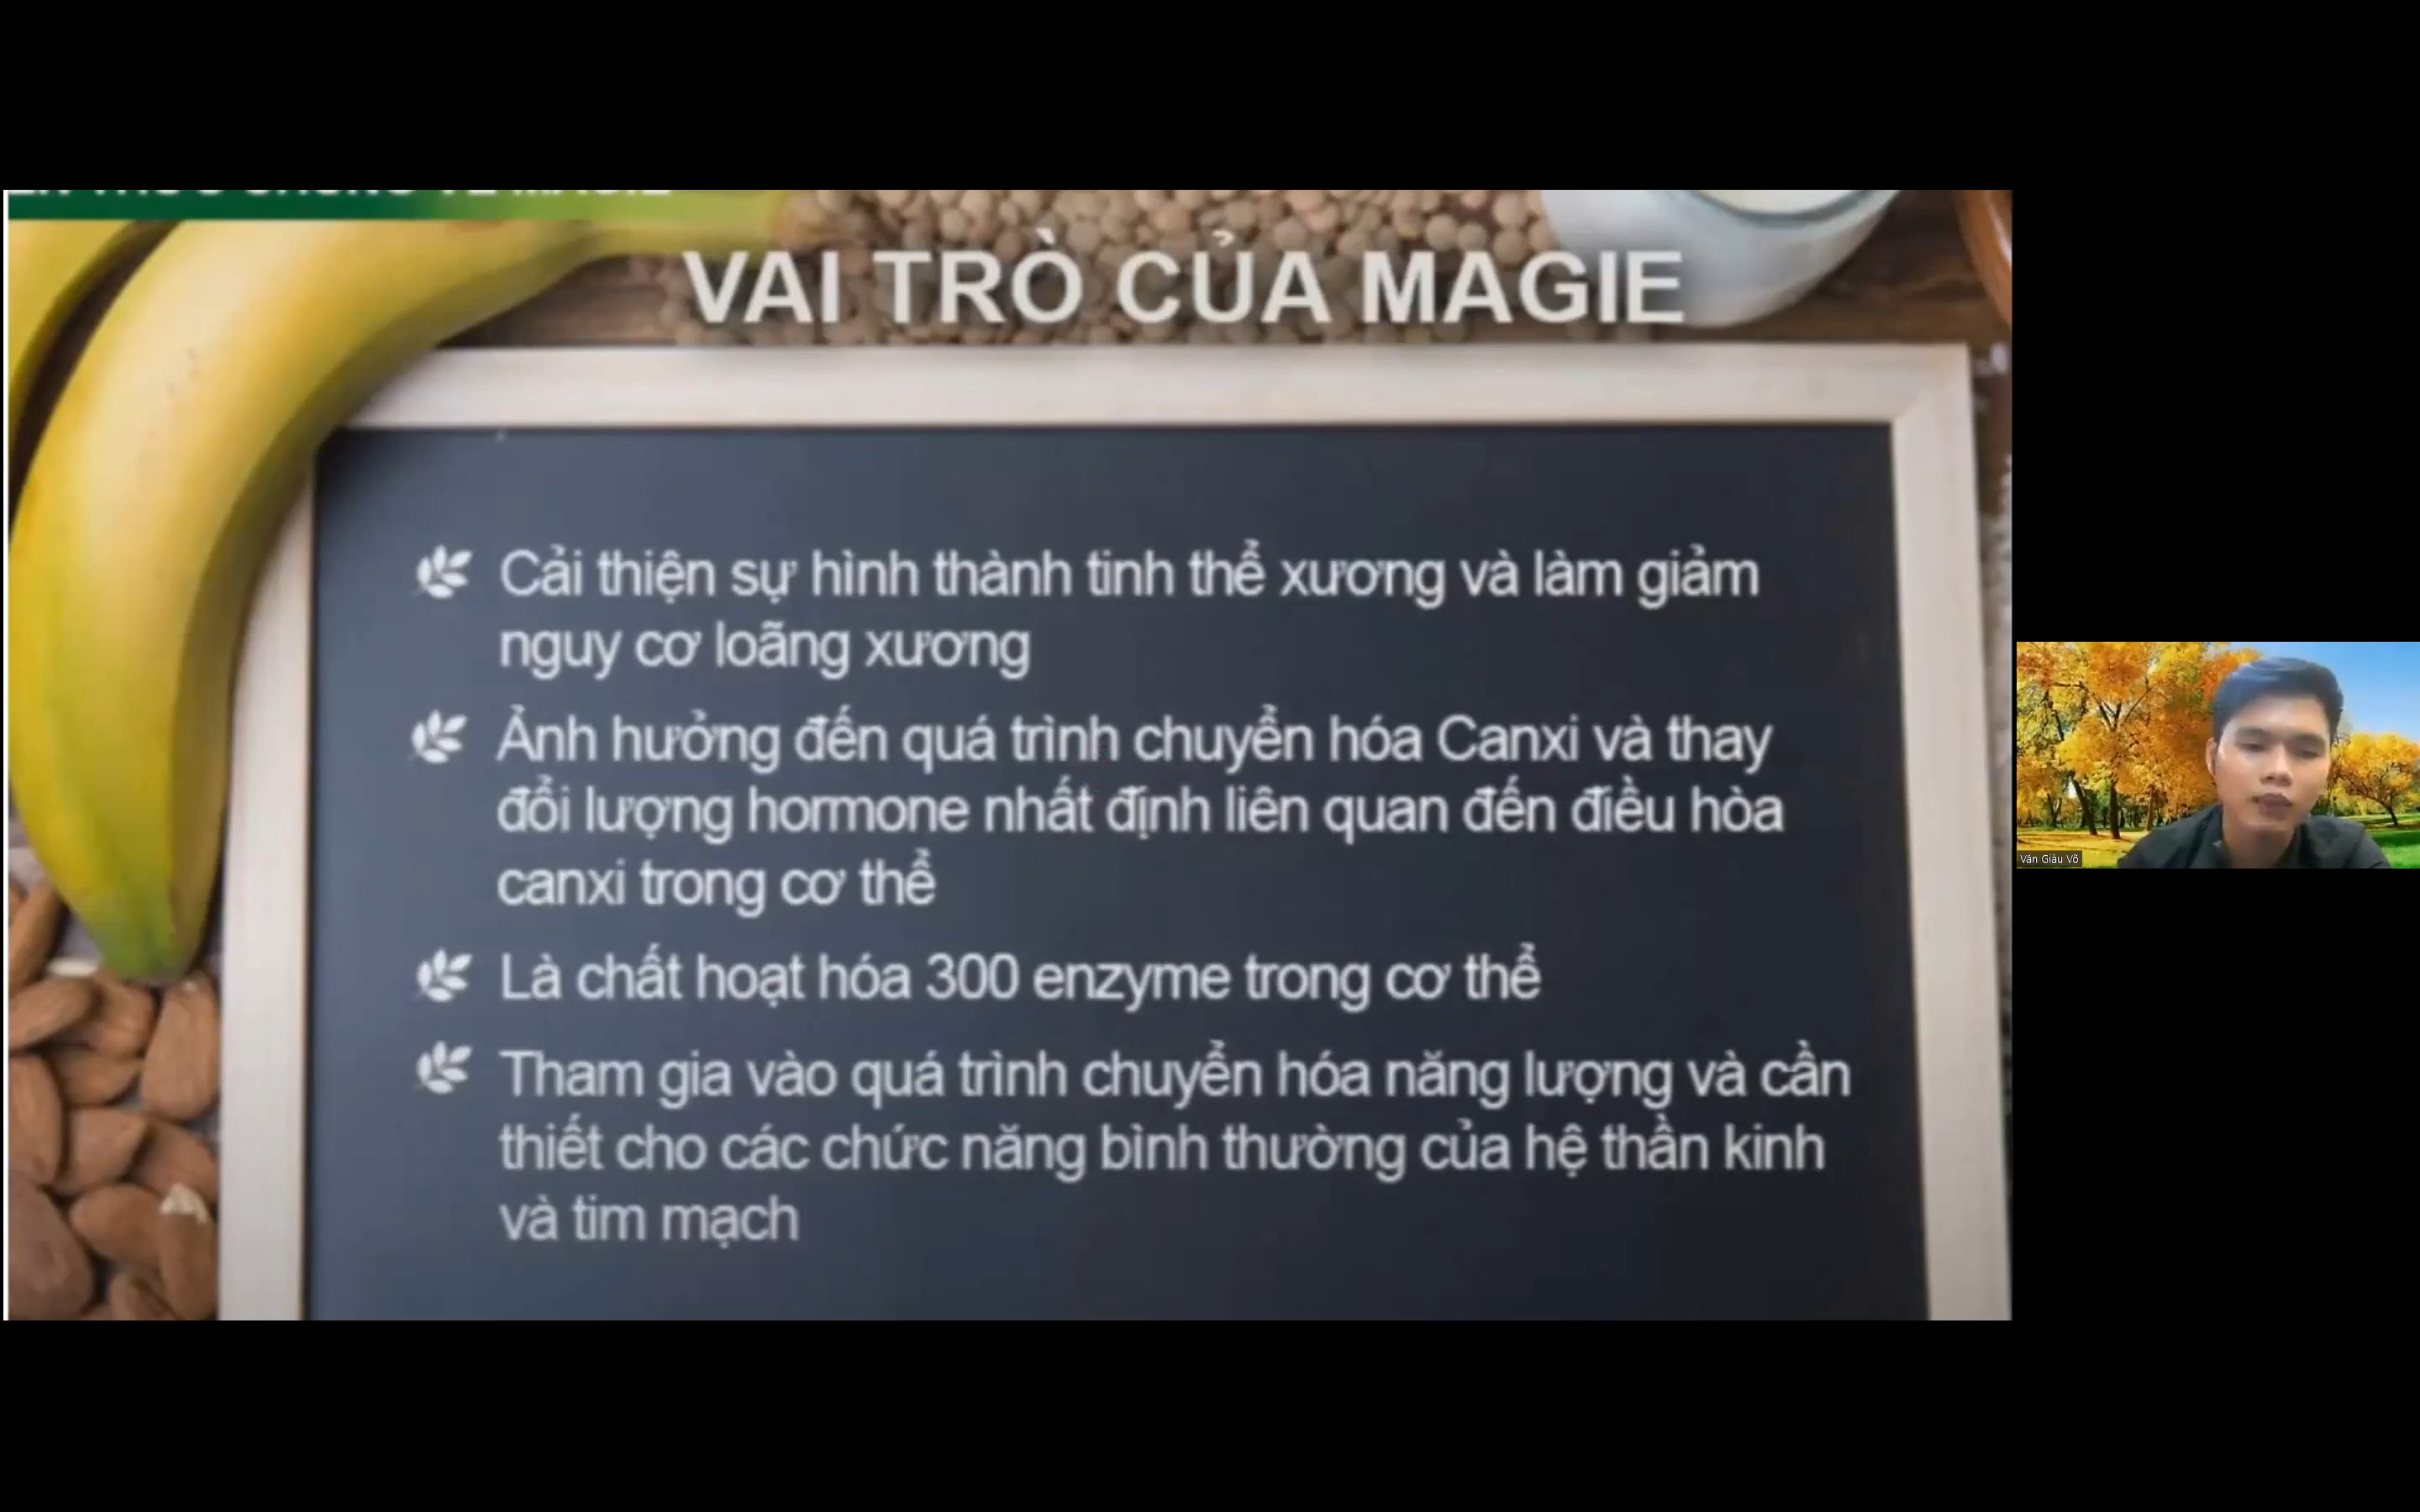 VAI TRÒ CỦA MAGIE
Cải thiện sự hình thành tinh thể xương và làm giảm
nguy cơ loãng xương
Ảnh hưởng đến quá trình chuyển hóa Canxi và thay
đổi lượng hormone nhất định liên quan đến điều hòa
canxi trong cơ thể
Là chất hoạt hóa 300 enzyme trong cơ thể
Tham gia vào quá trình chuyển hóa năng lượng và cần
thiết cho các chức năng bình thường của hệ thần kinh
và tim mạch
Văn Giàu Võ